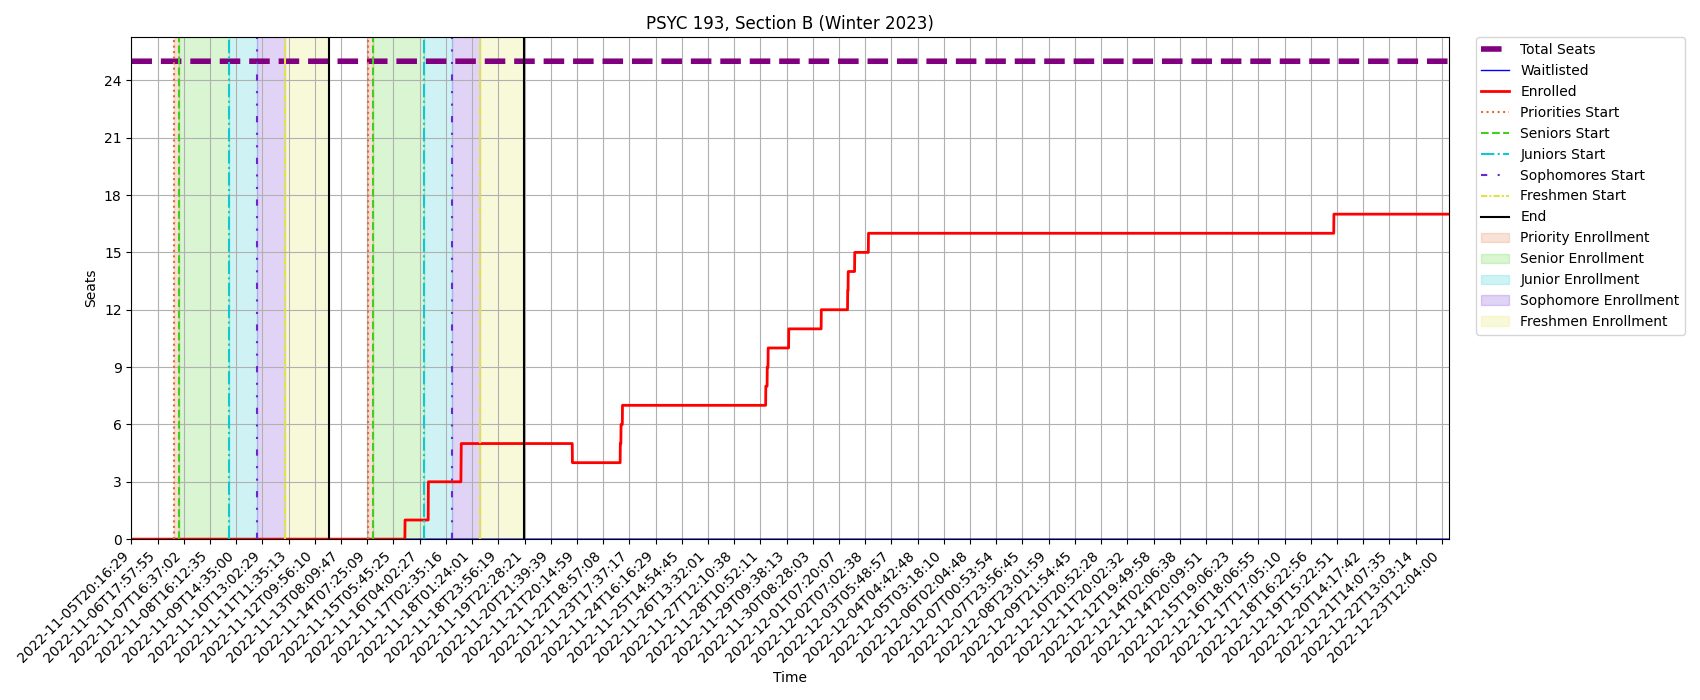 PSYC 193, Section B (Winter 2023)
Seats
24
21
18
15
12
9
6
3
0
2022-11-05T20:16:29
2022-11-06T17:57:55
2022-11-07T16:37:02
2022-11-08T16:12:35
2022-11-09T14:35:00
2022-11-10T13:02:29
2022-11-11T11:35:13
2022-11-12T09:56:10
2022-11-13T08:09:47
2022-11-14T07:25:09
2022-11-15T05:45:25
2022-11-16T04:02:27
2022-11-17T02:35:16
2022-11-18T01:24:01
2022-11-18T23:56:19
2022-11-19T22:28:21
2022-11-20T21:39:39
2022-11-21T20:14:59
2022-11-22T18:57:08
2022-11-23T17:37:17
2022-11-24T16:16:29
2022-11-25T14:54:45
2022-11-26T13:32:01
2022-11-27T12:10:38
2022-11-28T10:52:11
2022-11-29T09:38:13
2022-11-30T08:28:03
2022-12-01T07:20:07
2022-12-02T07:02:38
2022-12-03T05:48:57
2022-12-04T04:42:48
2022-12-05T03:18:10
2022-12-06T02:04:48
2022-12-07T00:53:54
2022-12-07T23:56:45
2022-12-08T23:01:59
2022-12-09T21:54:45
2022-12-10T20:52:28
2022-12-11T20:02:32
2022-12-12T19:49:58
2022-12-14T02:06:38
2022-12-14T20:09:51
2022-12-15T19:06:23
2022-12-16T18:06:55
2022-12-17T17:05:10
2022-12-18T16:22:56
2022-12-19T15:22:51
2022-12-20T14:17:42
2022-12-21T14:07:35
2022-12-22T13:03:14
2022-12-23T12:04:00
Time
Total Seats
Waitlisted
Enrolled
Priorities Start
Seniors Start
Juniors Start
Sophomores Start
Freshmen Start
End
Priority Enrollment
Senior Enrollment
Junior Enrollment
Sophomore Enrollment
Freshmen Enrollment